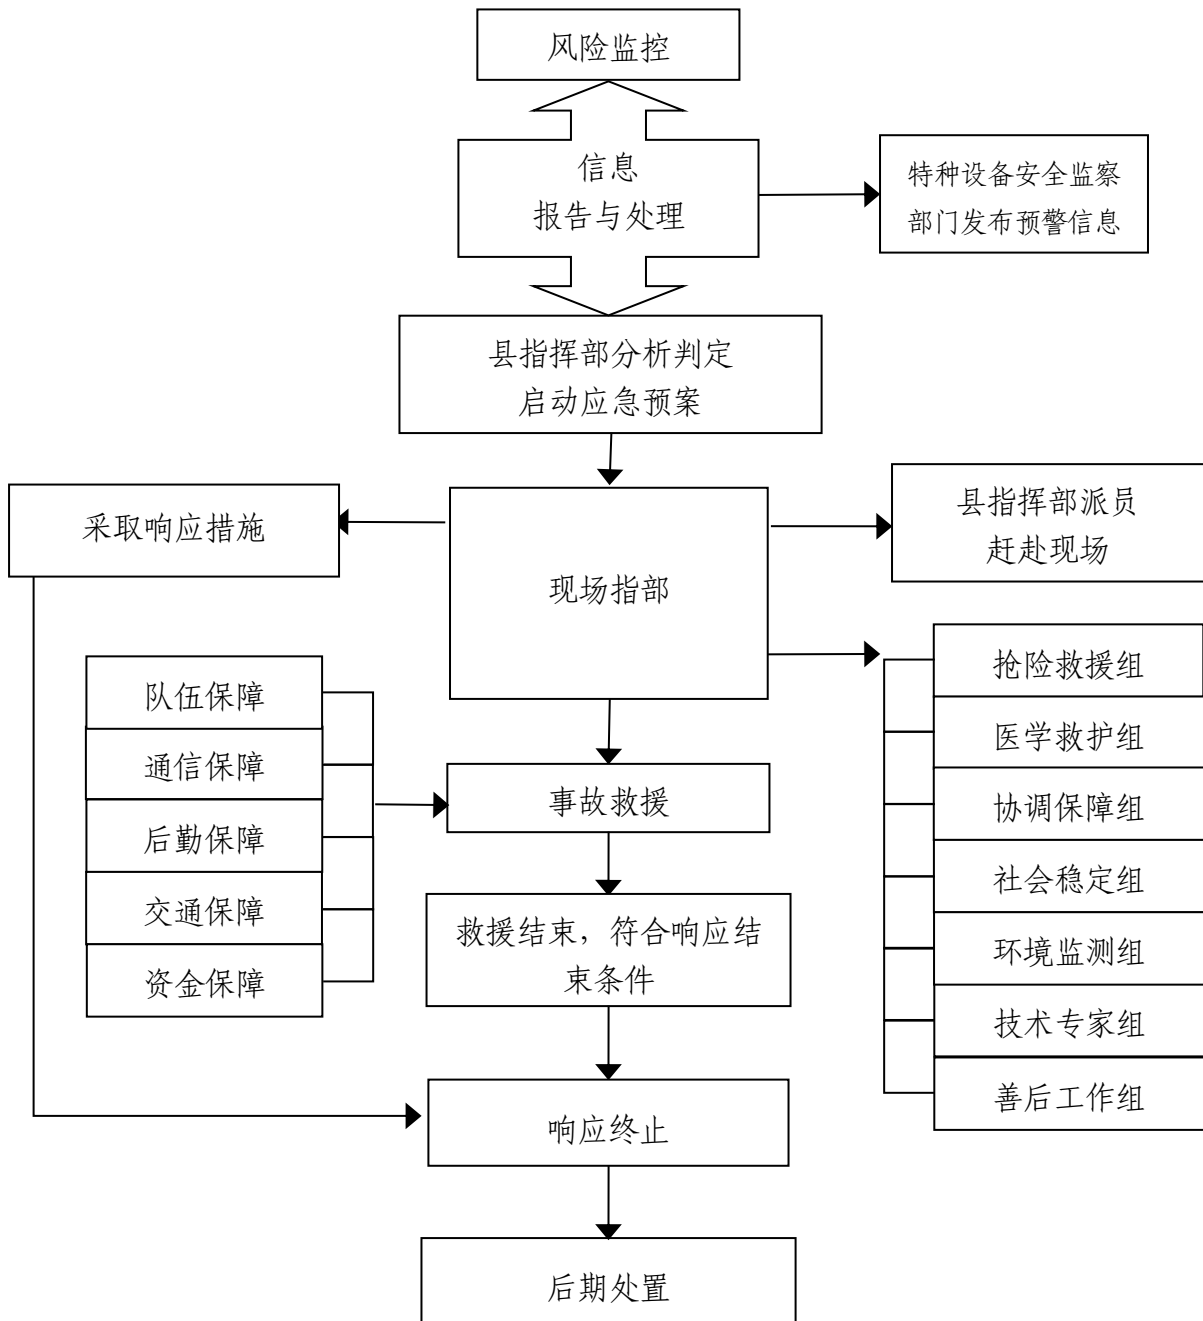 风险监控
信息
报告与处理
特种设备安全监察
部门发布预警信息
县指挥部分析判定
启动应急预案
采取响应措施
现场指部
县指挥部派员
赶赴现场
队伍保障
通信保障
后勤保障
交通保障
资金保障
事故救援
救援结束，符合响应结
束条件
抢险救援组
医学救护组
协调保障组
社会稳定组
环境监测组
技术专家组
善后工作组
响应终止
后期处置